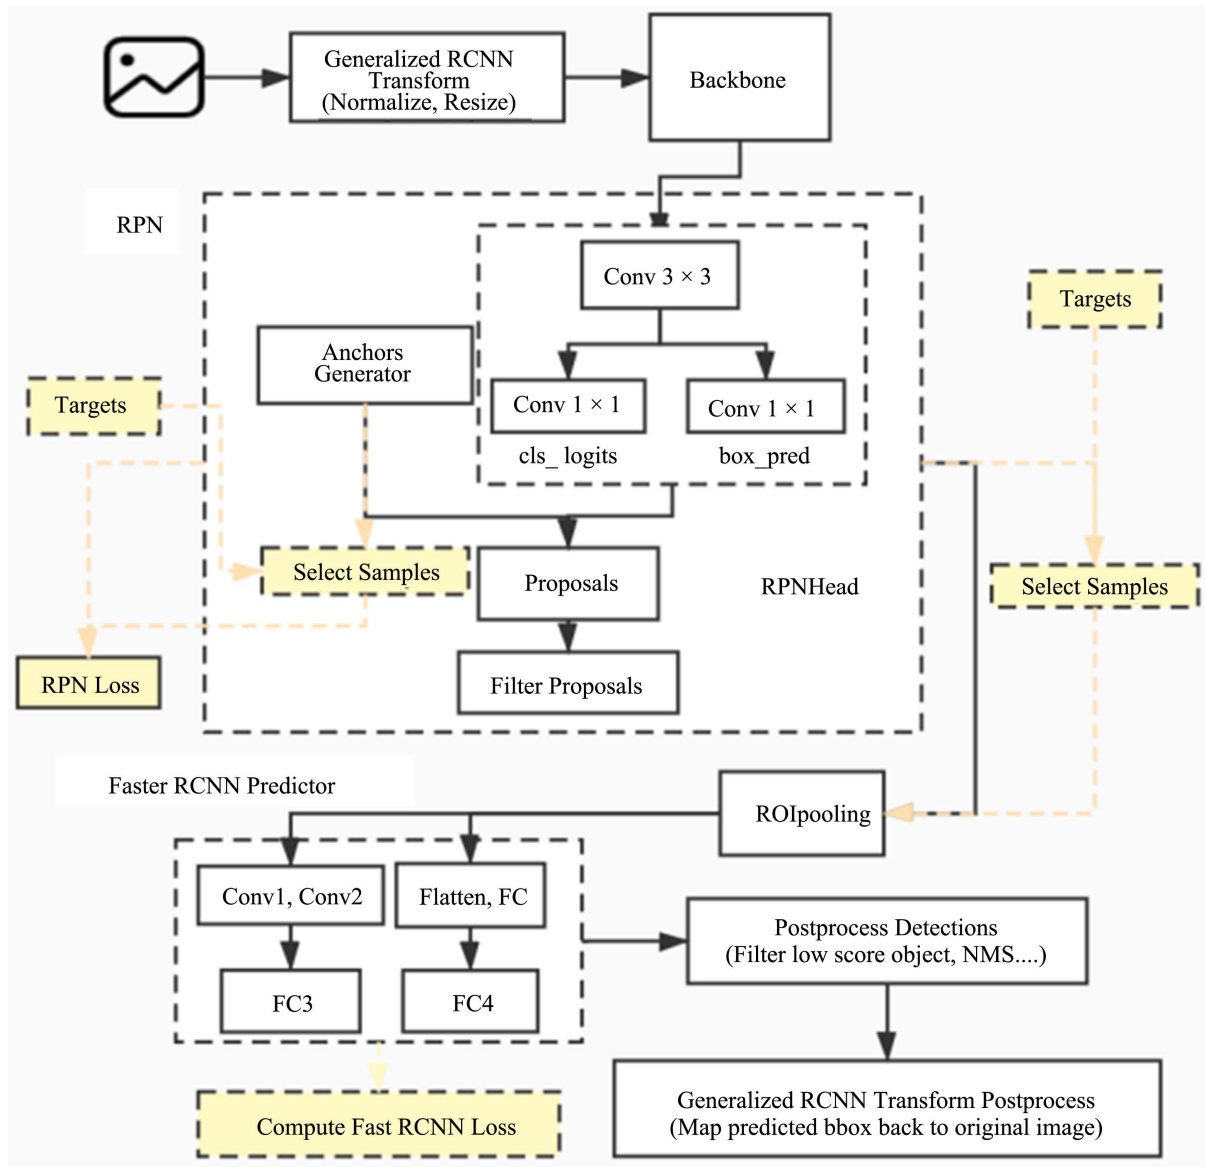 Generalized RCNN
Transform
(Normalize, Resize)
Backbone
RPN
Conv 3 × 3
Targets
Anchors
Generator
Targets
Conv 1 × 1
Conv 1 × 1
cls_ logits
box_pred
Select Samples
Proposals
RPNHead
Select Samples
RPN Loss
Filter Proposals
Faster RCNN Predictor
ROIpooling
Conv1, Conv2
Flatten, FC
Postprocess Detections
(Filter low score object, NMS....)
FC3
FC4
Generalized RCNN Transform Postprocess
(Map predicted bbox back to original image)
Compute Fast RCNN Loss